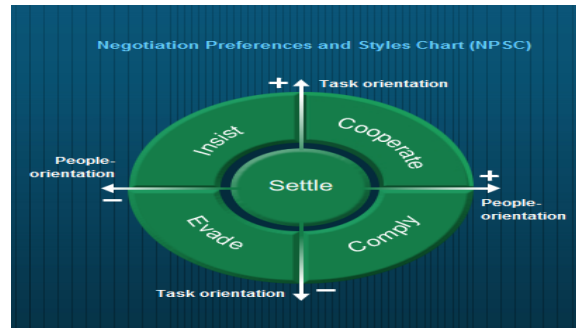 Negotiation Preferences and Styles Chart (NPSC)
+ Task orientation
Insist
Cooperate
People-
orientation
−
Settle
+
People-
orientation
Evade
Comply
Task orientation −